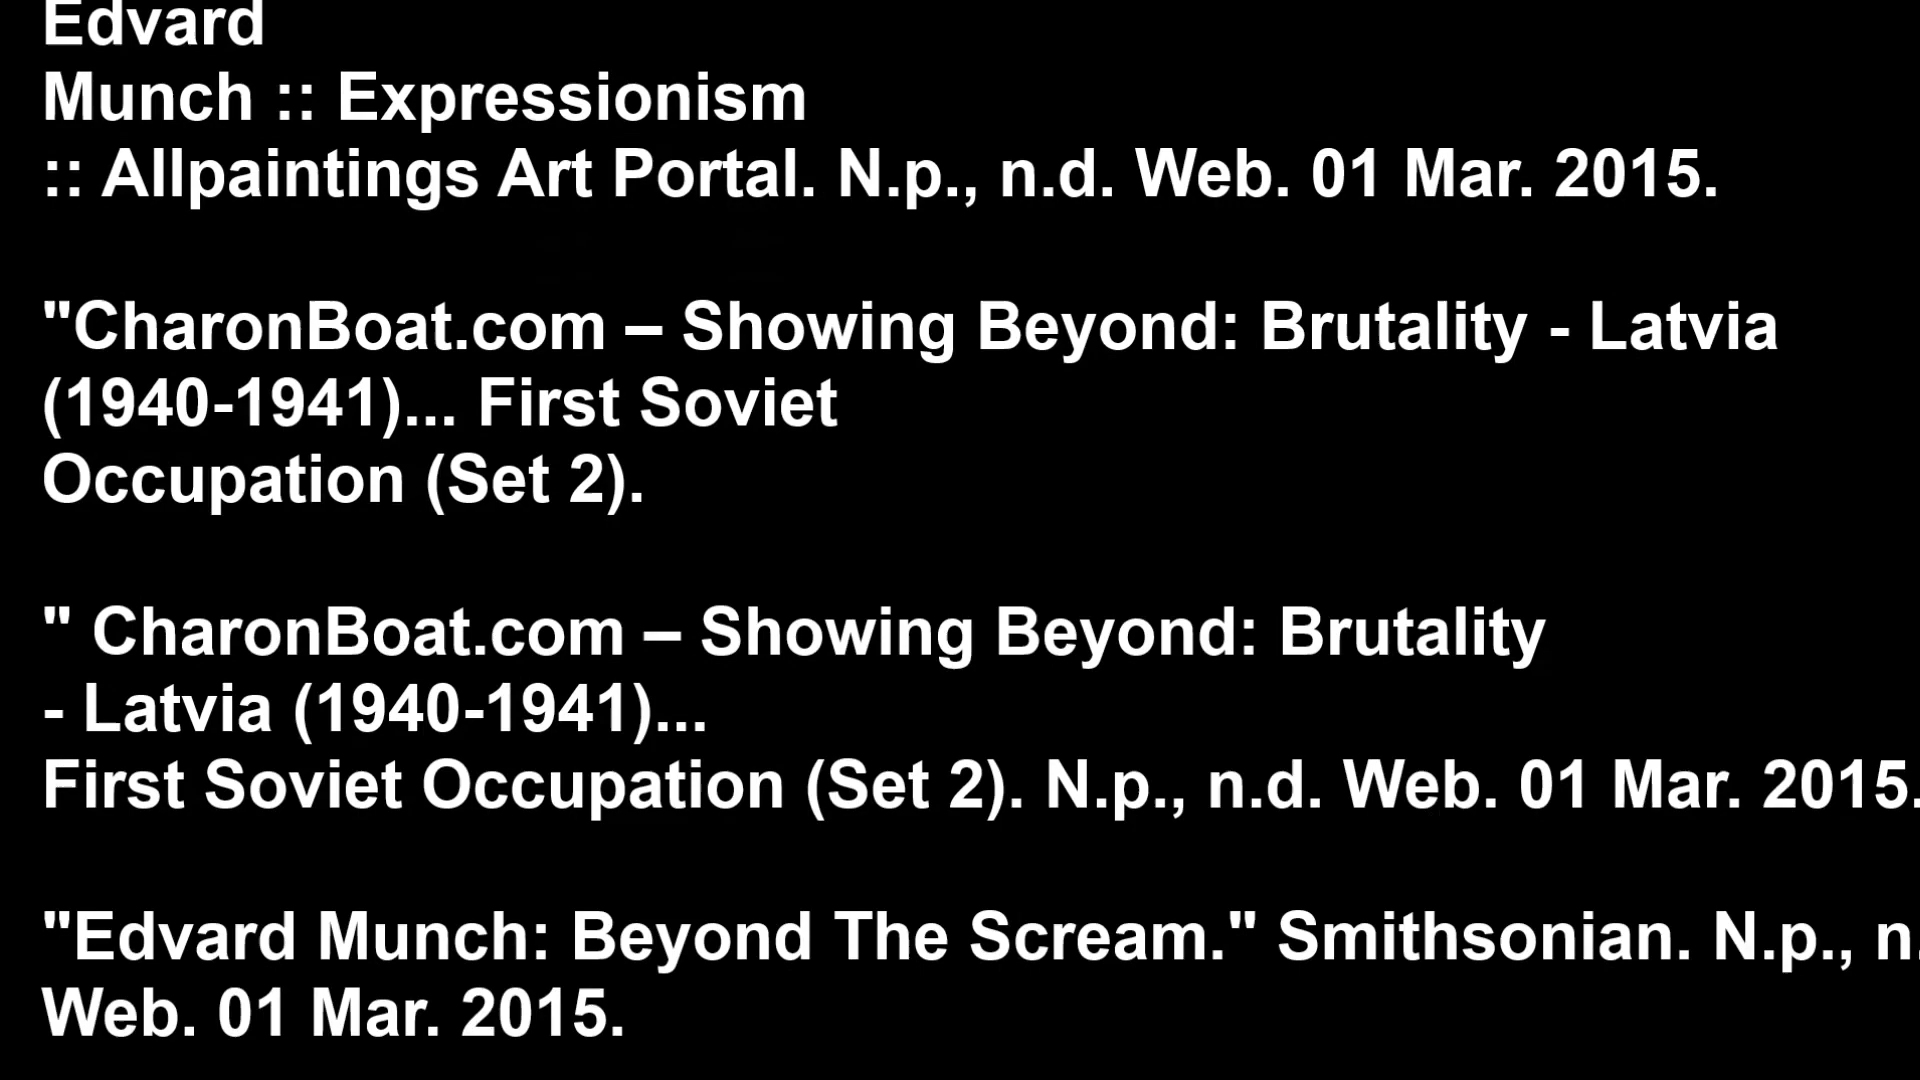 Edvard
Munch :: Expressionism
:: Allpaintings Art Portal. N.p., n.d. Web. 01 Mar. 2015.
"CharonBoat.com – Showing Beyond: Brutality - Latvia
(1940-1941)... First Soviet
Occupation (Set 2).
" CharonBoat.com – Showing Beyond: Brutality
- Latvia (1940-1941)...
First Soviet Occupation (Set 2). N.p., n.d. Web. 01 Mar. 2015.
"Edvard Munch: Beyond The Scream." Smithsonian. N.p., n.
Web. 01 Mar. 2015.